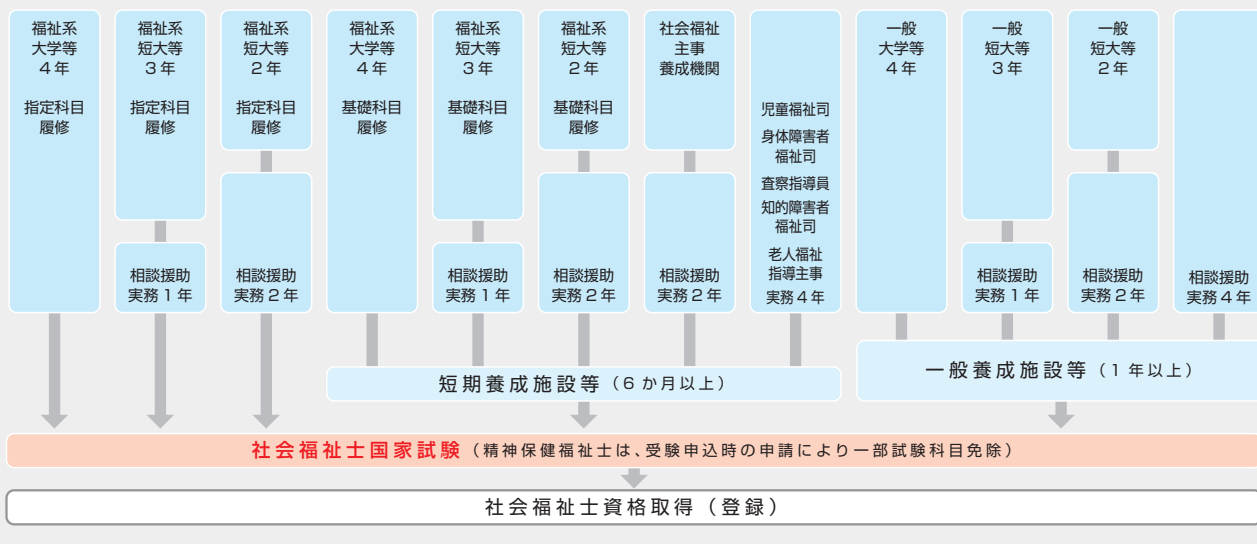 福祉系
大学等
4年
指定科目
履修
福祉系
短大等
3年
指定科目
履修
相談援助
実務1年
福祉系
短大等
2年
指定科目
履修
相談援助
実務2年
福祉系
大学等
4年
基礎科目
履修
福祉系
短大等
3年
基礎科目
履修
相談援助
実務1年
福祉系
短大等
2年
基礎科目
履修
相談援助
実務2年
社会福祉
主事
養成機関
相談援助
実務2年
児童福祉司
身体障害者
福祉司
査察指導員
知的障害者
福祉司
老人福祉
指導主事
実務4年
一般
大学等
4年
一般
短大等
3年
相談援助
実務1年
一般
短大等
2年
相談援助
実務2年
相談援助
実務4年
短期養成施設等（6か月以上）
一般養成施設等（1年以上）
社会福祉士国家試験（精神保健福祉士は、受験申込時の申請により一部試験科目免除）
社会福祉士資格取得（登録）